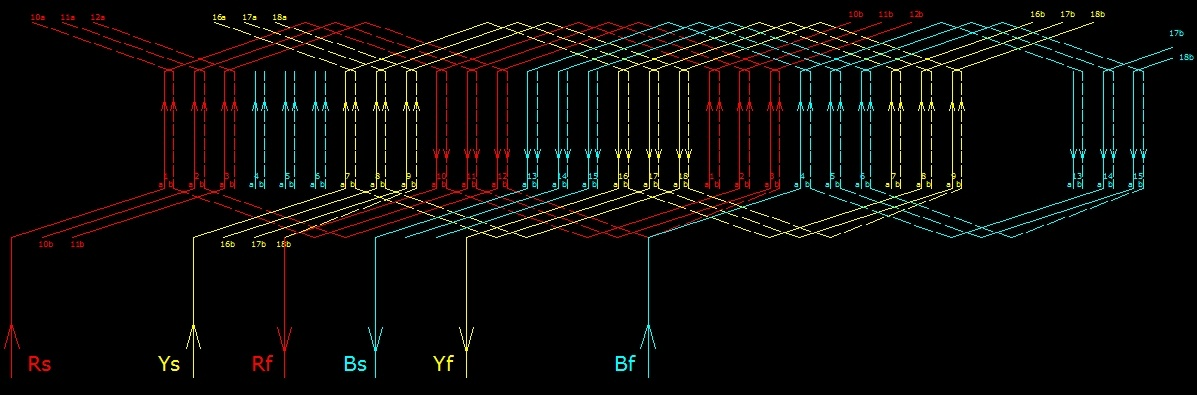 10a 11a 12a 16a 17a 18a 10b 11b 12b 16b 17b 18b
17b
18b
1 2 3 4 5 6 7 8 9 10 11 12 13 14 15 16 17 18 1 2 3 4 5 6 7 8 9 13 14 15
a b a b a b a b a b a b a b a b a b a b a b a b a b a b a b a b a b a b a b a b a b a b a b a b a b a b a b a b a b a b
10b 11b 16b 17b 18b
Rs Ys Rf Bs Yf Bf